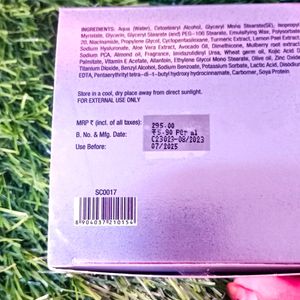 INGREDIENTS: Aqua (Water), Cetostearyl Alcohol, Glyceryl Mono Stearate(SE), Isopropyl
Myristate, Glycerin, Glyceryl Stearate (and) PEG-100 Stearate, Emulsifying Wax, Polysorbate
20, Niacinamide, Propylene Glycol, Cyclopentasiloxane, Turmeric Extract, Lemon Peel Extract
Sodium Hyaluronate, Aloe Vera Extract, Avocado Oil, Dimethicone, Mulberry root extract
Sodium PCA, Almond oil, Fragrance, Imidazolidinyl Urea, Wheat germ oil, Kojic
Palmitate, Vitamin E Acetate, Allantoin, Ethylene Glycol Mono Stearate, Olive oil, Zinc Oxide
Titanium Dioxide, Benzyl Alcohol, Sodium Benzoate, Potassium Sorbate, Lactic Acid, Disodium
EDTA, Pentaerythrityl tetra-di-t-butyl hydroxy hydrocinnamate, Carbomer, Soya Protein
Store in a cool, dry place away from direct sunlight.
FOR EXTERNAL USE ONLY
MRP ₹ (incl. of all taxes): 295.00
₹5.90 Per ml
B. No. & Mfg. Date: C23023-08/2023
Use Before: 07/2025
SC0017
8904037210154